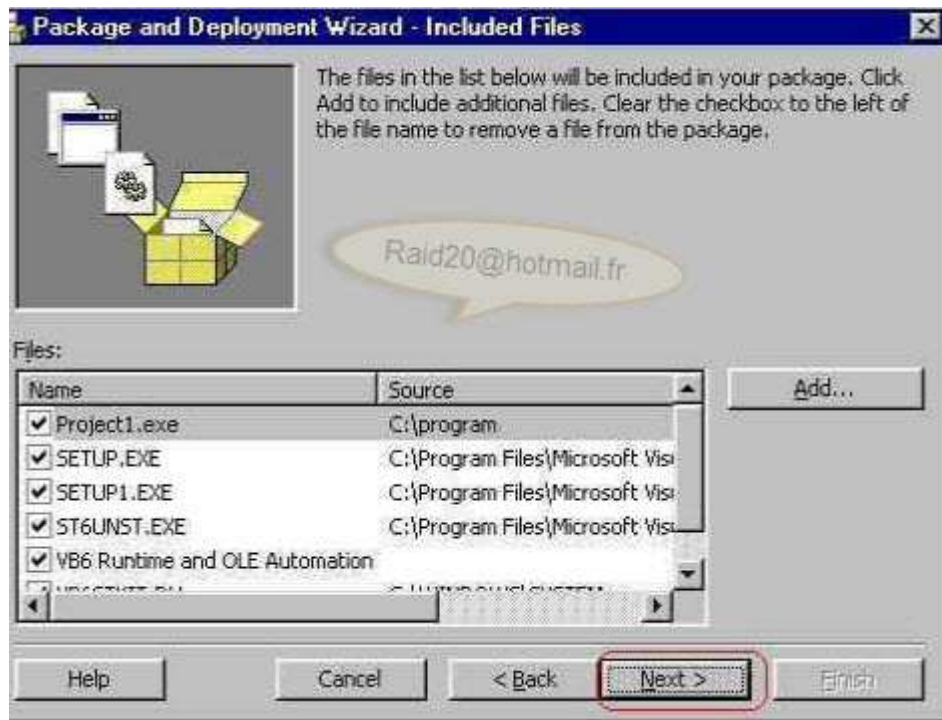 Package and Deployment Wizard - Included Files
The files in the list below will be included in your package. Click
Add to include additional files. Clear the checkbox to the left of
the file name to remove a file from the package.
Raid20@hotmail.fr
Files:
Name Source
Add...
Project1.exe C:\program
SETUP.EXE C:\Program Files\Microsoft Visu
SETUP1.EXE C:\Program Files\Microsoft Visu
ST6UNST.EXE C:\Program Files\Microsoft Visu
VB6 Runtime and OLE Automation
Help Cancel < Back Next > Finish